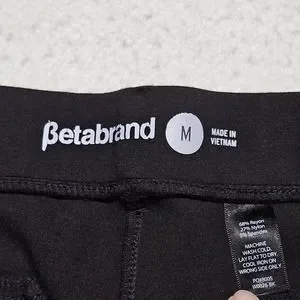 βetabrand
M
MADE IN
VIETNAM
68% Rayon
27% Nylon
5% Spandex
MACHINE
WASH COLD.
LAY FLAT TO DRY.
COOL IRON ON
WRONG SIDE ONLY.